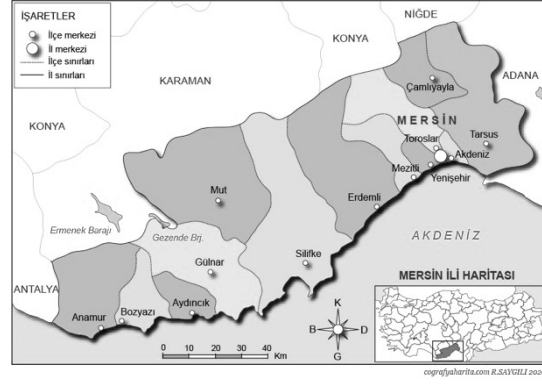 İŞARETLER
İlçe merkezi
İl merkezi
İlçe sınırları
İl sınırları
NİĞDE
KONYA
ADANA
KARAMAN
KONYA
Çamlıyayla
MERSİN
Toroslar
Tarsus
Akdeniz
Mezitli
Yenişehir
Mut
Erdemli
Ermenek Barajı
Gezende Brj.
AKDENİZ
Gülnar
Silifke
ANTALYA
MERSİN İLİ HARİTASI
Anamur
Bozyazı
Aydıncık
K
B
D
G
0 10 20 30 40
Km
cografyaharita.com R.SAYGILI 2020